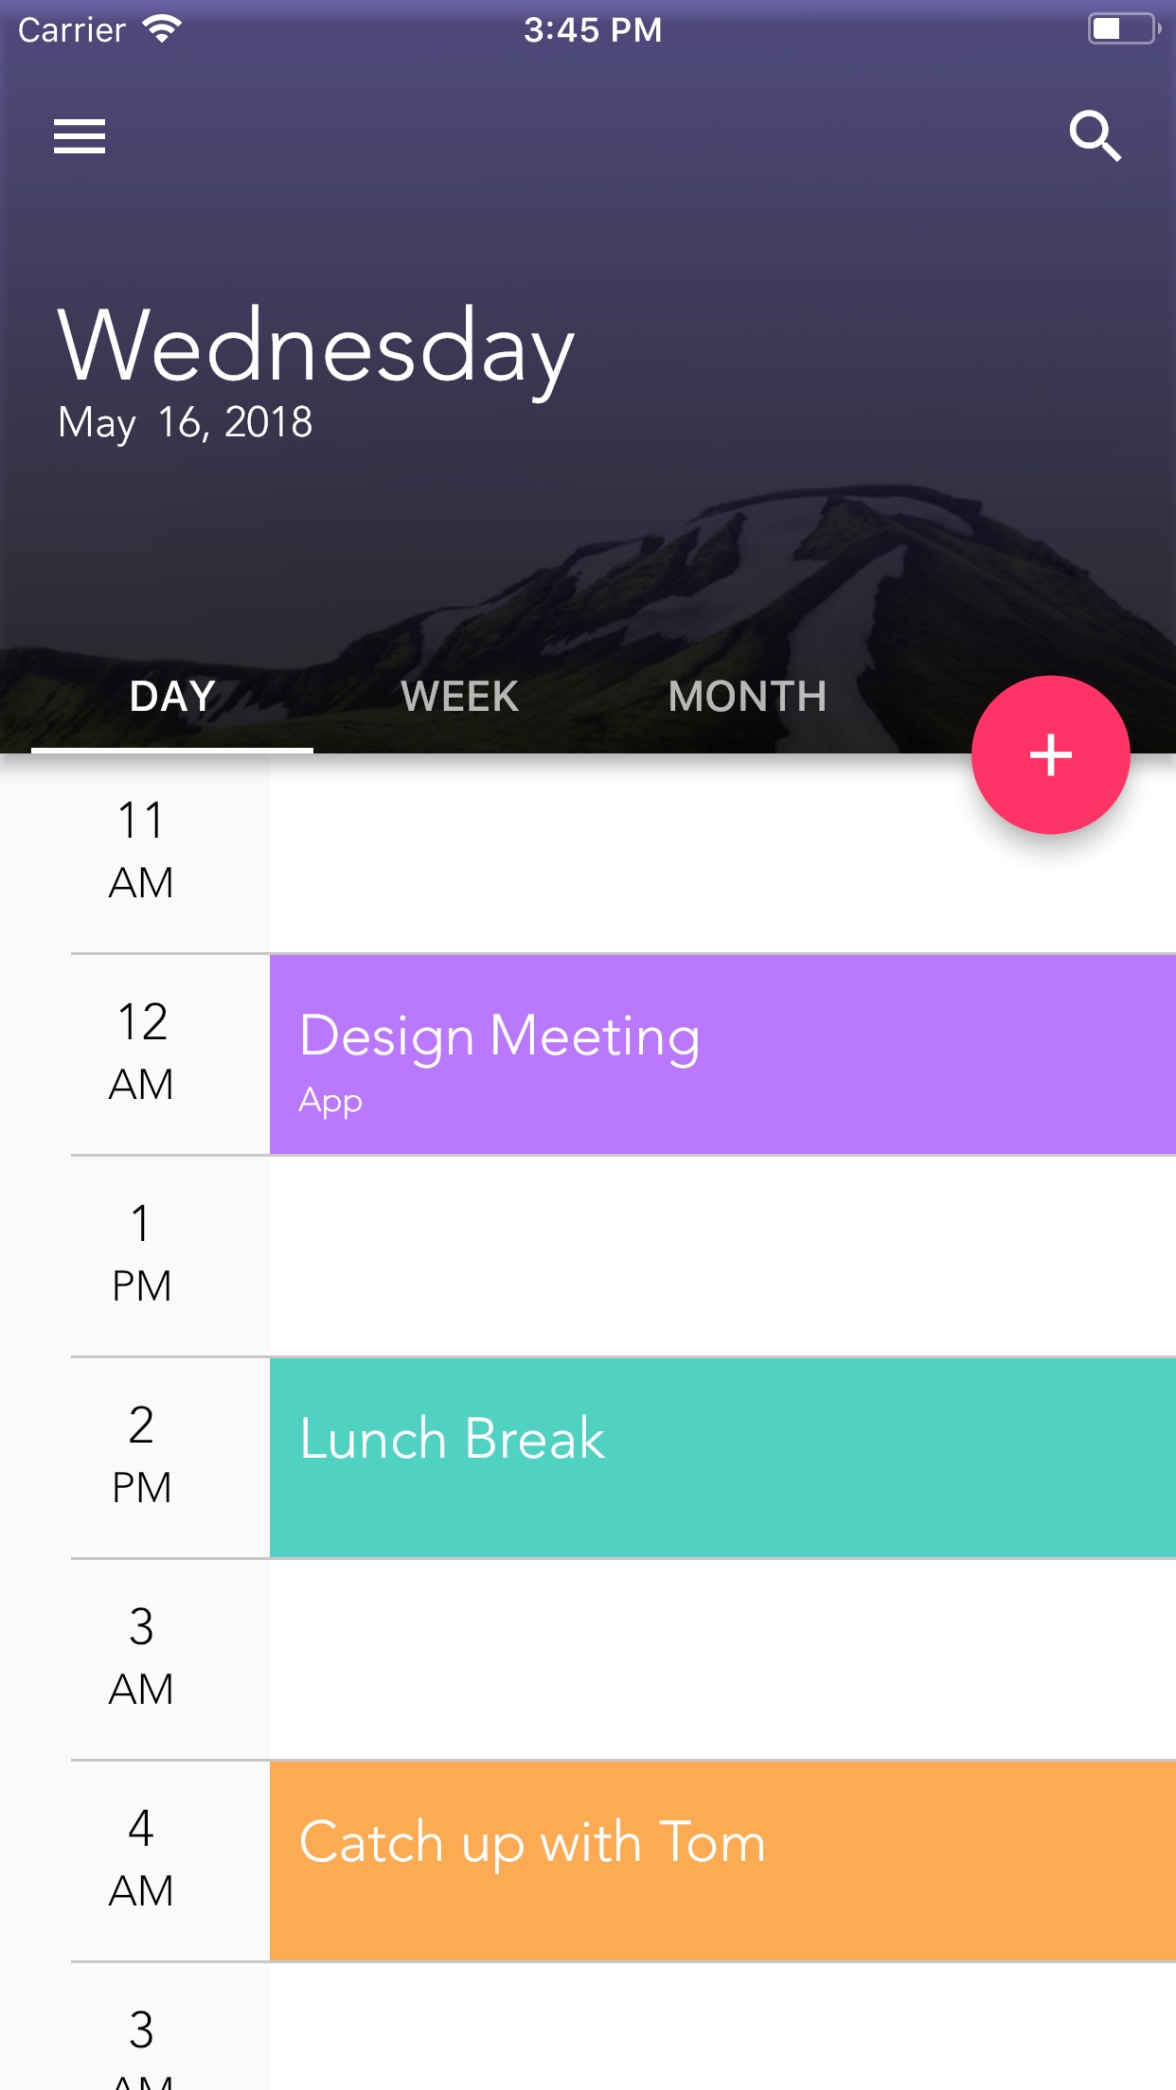 Carrier 3:45 PM
Wednesday
May 16, 2018
DAY WEEK MONTH
+
11
AM
12
AM
Design Meeting
App
1
PM
2
PM
Lunch Break
3
AM
4
AM
Catch up with Tom
3
AM